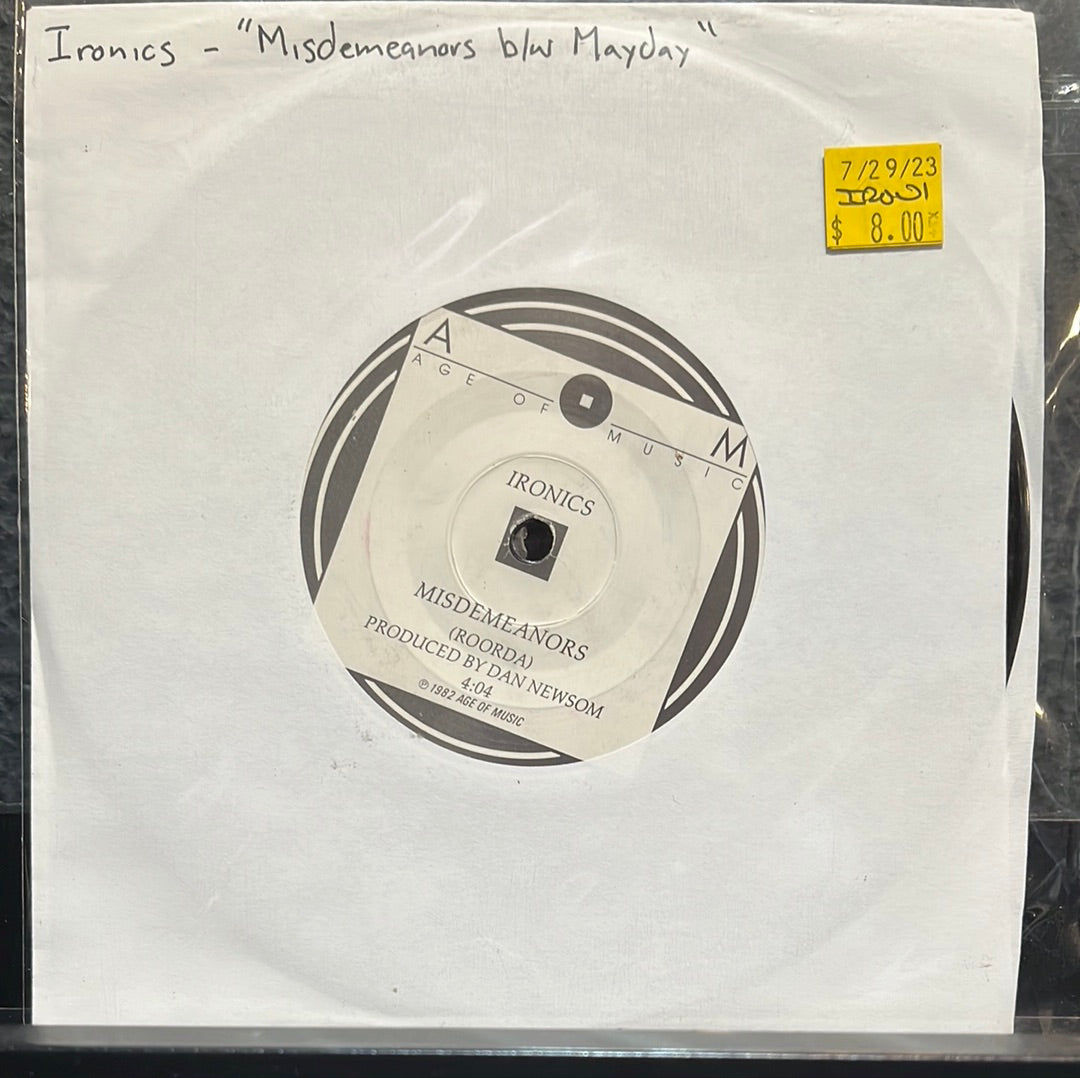 Ironics - "Misdemeanors b/w Mayday"
7/29/23
IRONI
$ 8.00
A M
AGE OF MUSIC
IRONICS
MISDEMEANORS
(ROORDA)
PRODUCED BY DAN NEWSOM
4:04
℗ 1982 AGE OF MUSIC